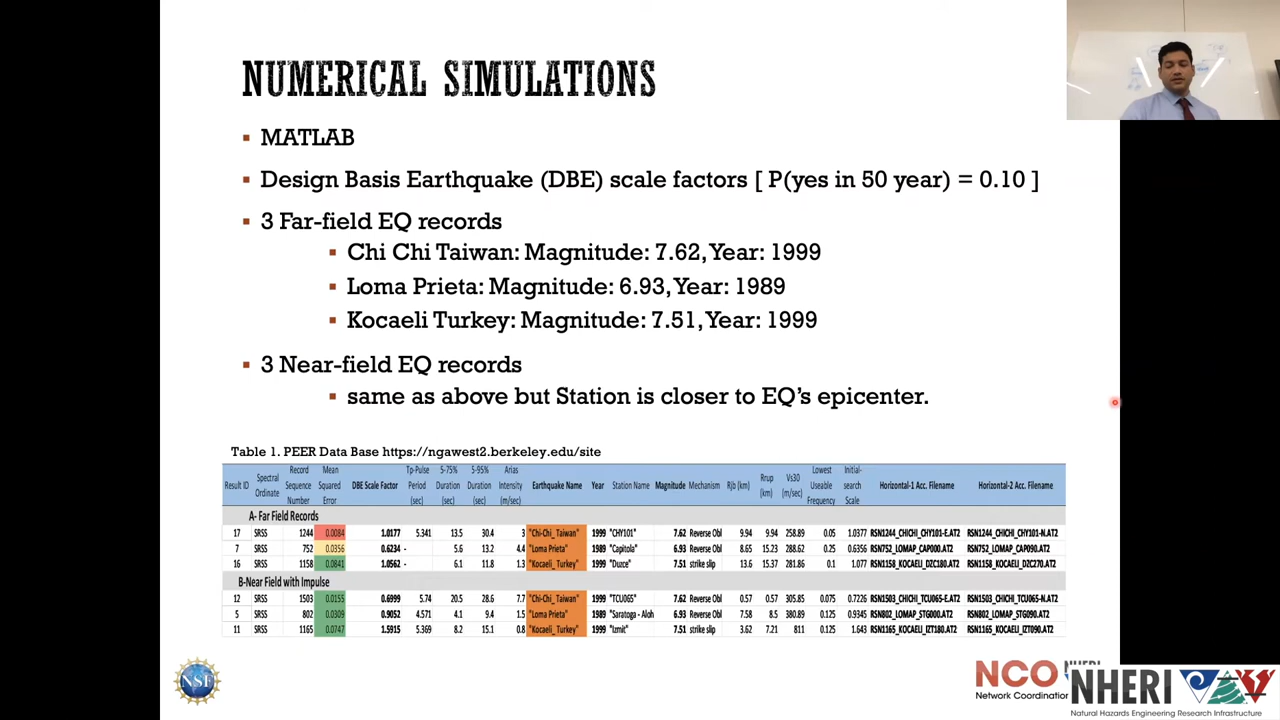 NUMERICAL SIMULATIONS
MATLAB
Design Basis Earthquake (DBE) scale factors [ P(yes in 50 year) = 0.10 ]
3 Far-field EQ records
Chi Chi Taiwan: Magnitude: 7.62, Year: 1999
Loma Prieta: Magnitude: 6.93, Year: 1989
Kocaeli Turkey: Magnitude: 7.51, Year: 1999
3 Near-field EQ records
same as above but Station is closer to EQ's epicenter.
Table 1. PEER Data Base https://ngawest2.berkeley.edu/site
Result ID Spectral Ordinate Record Sequence Number Mean Squared Error DBE Scale Factor Tp-Pulse Period (sec) 5-75% Duration (sec) 5-95% Duration (sec) Arias Intensity (m/sec) Earthquake Name Year Station Name Magnitude Mechanism Rjb (km) Rrup (km) Vs30 (m/sec) Lowest Useable Frequency Initial-search Scale Horizontal-1 Acc. Filename Horizontal-2 Acc. Filename
A- Far Field Records
17 SRSS 1244 0.0084 1.0177 5.341 13.5 30.4 3 "Chi-Chi_ Taiwan" 1999 "CHY101" 7.62 Reverse Obl 9.94 9.94 258.89 0.05 1.0377 RSN1244_CHICHI_CHY101-E.AT2 RSN1244_CHICHI_CHY101-N.AT2
7 SRSS 752 0.0356 0.6234 - 5.6 13.2 4.4 "Loma Prieta" 1989 "Capitola" 6.93 Reverse Obl 8.65 15.23 288.62 0.25 0.6356 RSN752_LOMAP_CAP000.AT2 RSN752_LOMAP_CAP090.AT2
16 SRSS 1158 0.0841 1.0562 - 6.1 11.8 1.3 "Kocaeli_ Turkey" 1999 "Duzce" 7.51 strike slip 13.6 15.37 281.86 0.1 1.077 RSN1158_KOCAELI_DZC180.AT2 RSN1158_KOCAELI_DZC270.AT2
B-Near Field with Impulse
12 SRSS 1503 0.0155 0.6999 5.74 20.5 28.6 7.7 "Chi-Chi_ Taiwan" 1999 "TCU065" 7.62 Reverse Obl 0.57 0.57 305.85 0.075 0.7226 RSN1503_CHICHI_TCU065-E.AT2 RSN1503_CHICHI_TCU065-N.AT2
5 SRSS 802 0.0309 0.9052 4.571 4.1 9.4 1.5 "Loma Prieta" 1989 "Saratoga - Aloh 6.93 Reverse Obl 7.58 8.5 380.89 0.125 0.9345 RSN802_LOMAP_STG000.AT2 RSN802_LOMAP_STG090.AT2
11 SRSS 1165 0.0747 1.5915 5.369 8.2 15.1 0.8 "Kocaeli_ Turkey" 1999 "Izmit" 7.51 strike slip 3.62 7.21 811 0.125 1.643 RSN1165_KOCAELI_IZT180.AT2 RSN1165_KOCAELI_IZT090.AT2
NSF
NCO
Network Coordination
NHERI
Natural Hazards Engineering Research Infrastructure